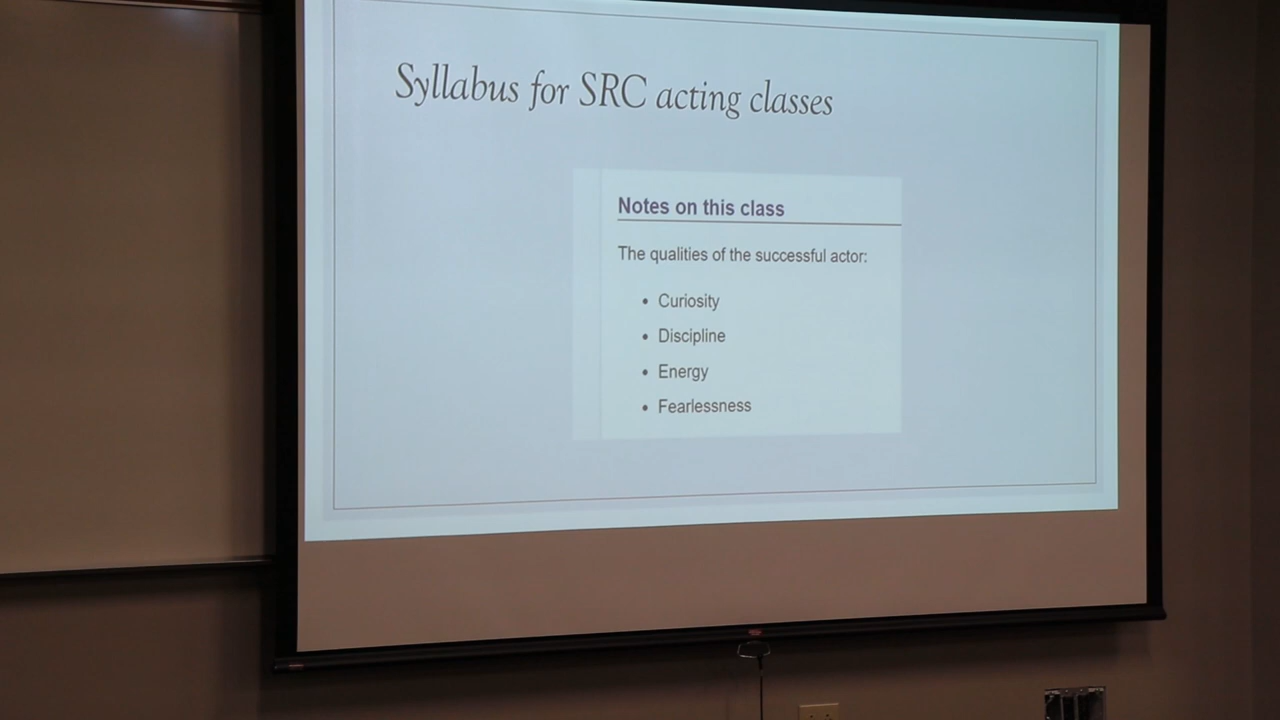 Syllabus for SRC acting classes
Notes on this class
The qualities of the successful actor:
• Curiosity
• Discipline
• Energy
• Fearlessness